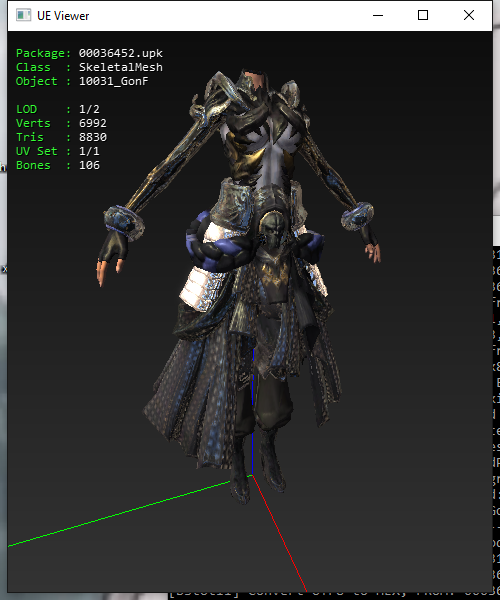 UE Viewer
Package: 00036452.upk
Class : SkeletalMesh
Object : 10031_GonF
LOD : 1/2
Verts : 6992
Tris : 8830
UV Set : 1/1
Bones : 106